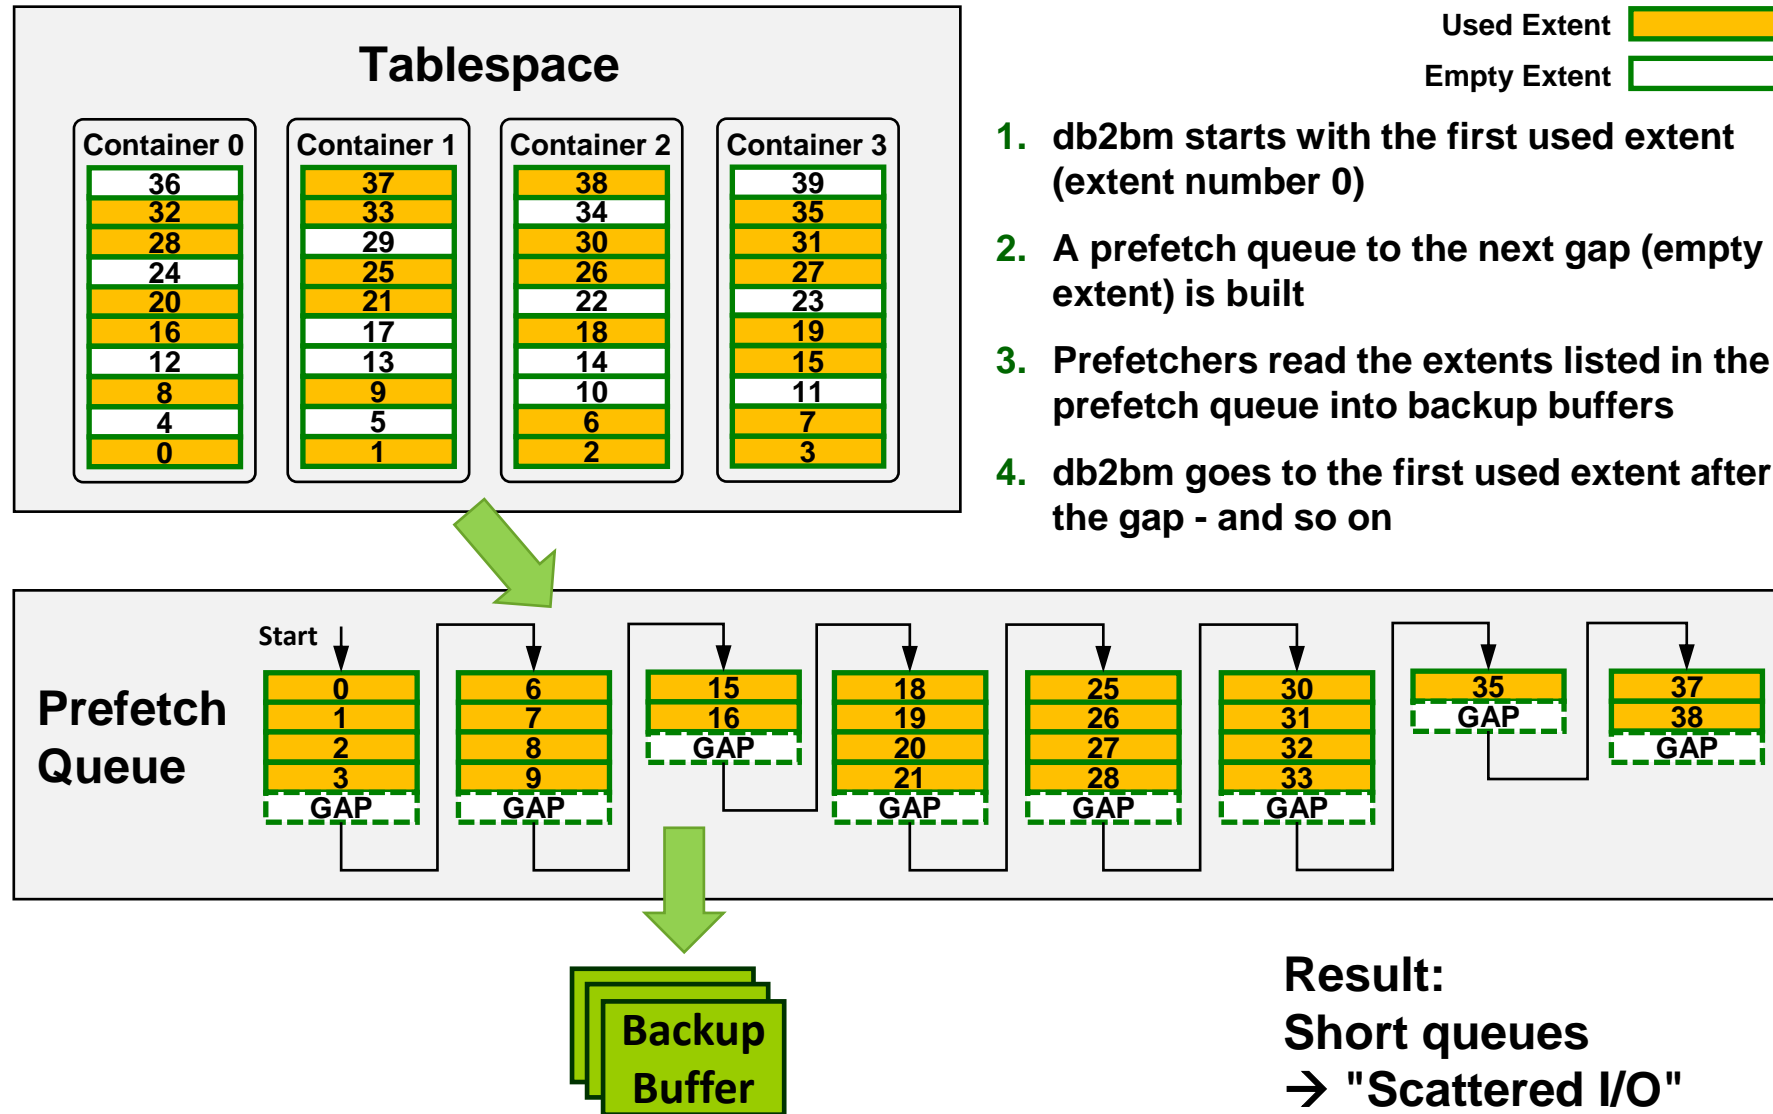 Tablespace
Used Extent
Empty Extent
Container 0
36
32
28
24
20
16
12
8
4
0
Container 1
37
33
29
25
21
17
13
9
5
1
Container 2
38
34
30
26
22
18
14
10
6
2
Container 3
39
35
31
27
23
19
15
11
7
3
1. db2bm starts with the first used extent
(extent number 0)
2. A prefetch queue to the next gap (empty
extent) is built
3. Prefetchers read the extents listed in the
prefetch queue into backup buffers
4. db2bm goes to the first used extent after
the gap - and so on
Prefetch
Queue
Start
0
1
2
3
GAP
6
7
8
9
GAP
15
16
GAP
18
19
20
21
GAP
25
26
27
28
GAP
30
31
32
33
GAP
35
GAP
37
38
GAP
Backup
Buffer
Result:
Short queues
→ "Scattered I/O"